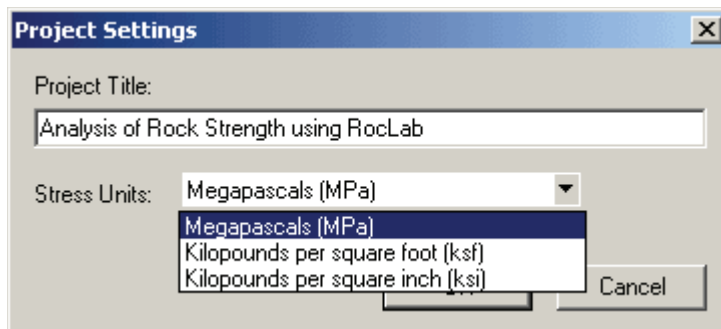 Project Settings
Project Title:
Analysis of Rock Strength using RocLab
Stress Units: Megapascals (MPa)
Megapascals (MPa)
Kilopounds per square foot (ksf)
Kilopounds per square inch (ksi)
Cancel